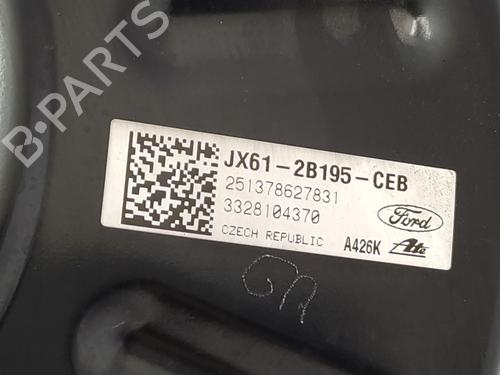 B-PARTS
JX61-2B195-CEB
251378627831
3328104370
CZECH REPUBLIC
A426K
Ford
Ate